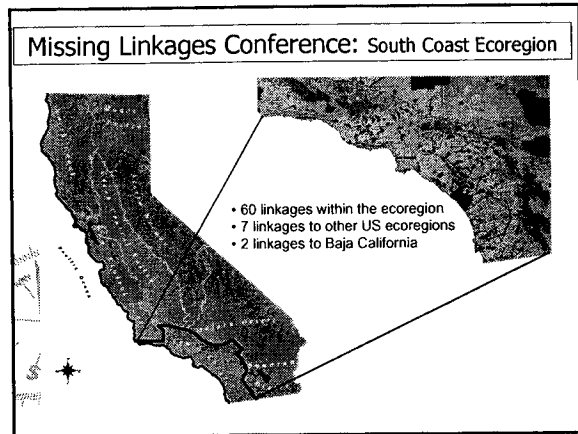 Missing Linkages Conference: South Coast Ecoregion
• 60 linkages within the ecoregion
• 7 linkages to other US ecoregions
• 2 linkages to Baja California